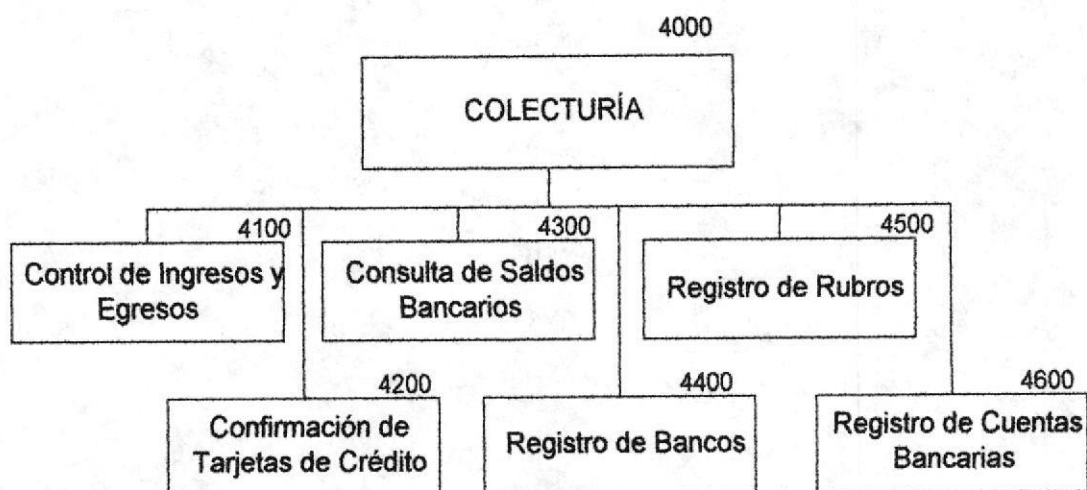 4000
COLECTURÍA
4100
Control de Ingresos y
Egresos
4300
Consulta de Saldos
Bancarios
4500
Registro de Rubros
4200
Confirmación de
Tarjetas de Crédito
4400
Registro de Bancos
4600
Registro de Cuentas
Bancarias